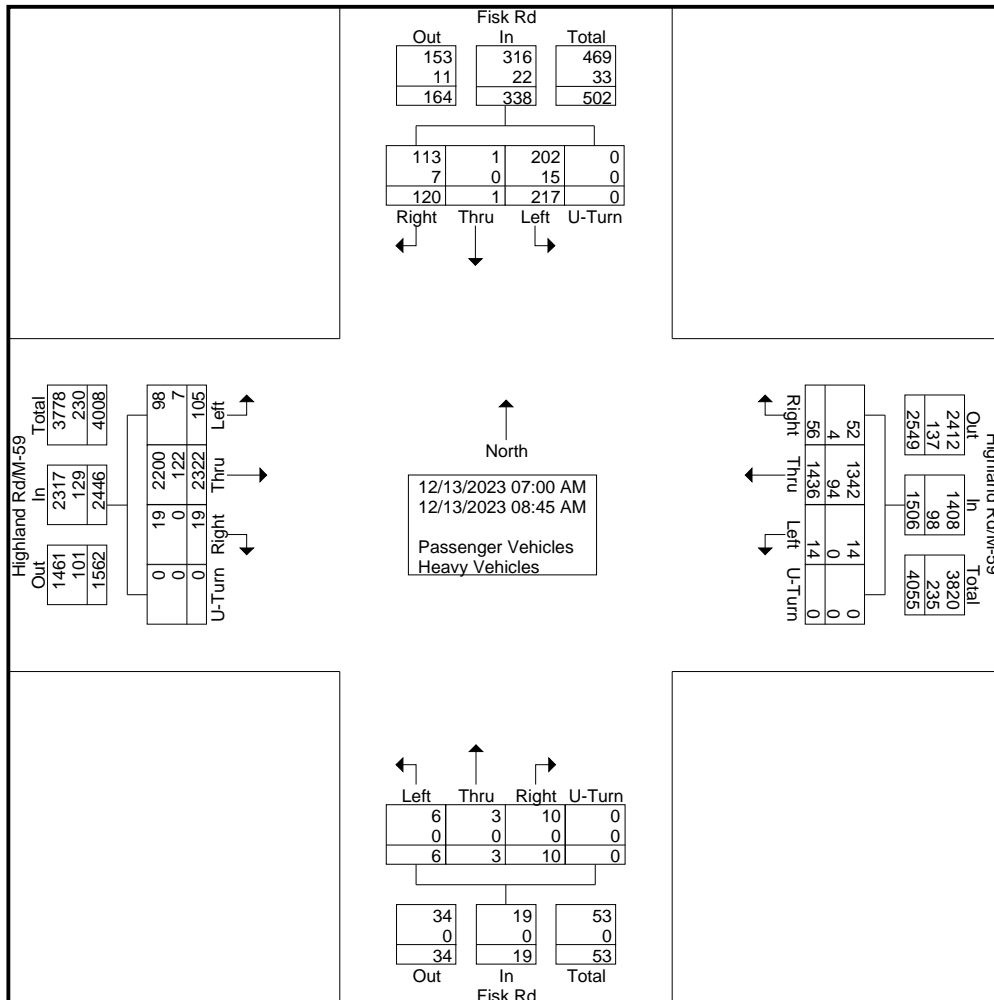 Fisk Rd
Out In Total
153 316 469
11 22 33
164 338 502
113 1 202 0
7 0 15 0
120 1 217 0
Right Thru Left U-Turn
Highland Rd/M-59
Total In Out
3778 2317 1461
230 129 101
4008 2446 1562
98 2200 19 0
7 122 0 0
105 2322 19 0
Left Thru Right U-Turn
North
12/13/2023 07:00 AM
12/13/2023 08:45 AM
Passenger Vehicles
Heavy Vehicles
Highland Rd/M-59
Out In Total
2412 1408 3820
137 98 235
2549 1506 4055
52 1342 14 0
4 94 0 0
56 1436 14 0
Right Thru Left U-Turn
Left Thru Right U-Turn
6 3 10 0
0 0 0 0
6 3 10 0
34 19 53
0 0 0
34 19 53
Out In Total
Fisk Rd